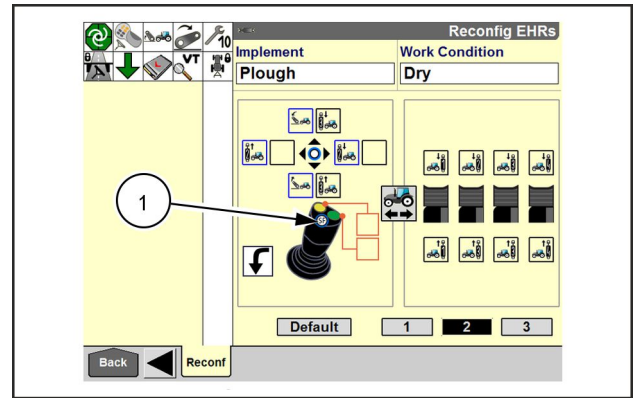 10
VT
Reconfig EHRs
Implement
Work Condition
Plough
Dry
1
Default
1
2
3
Back
Reconf